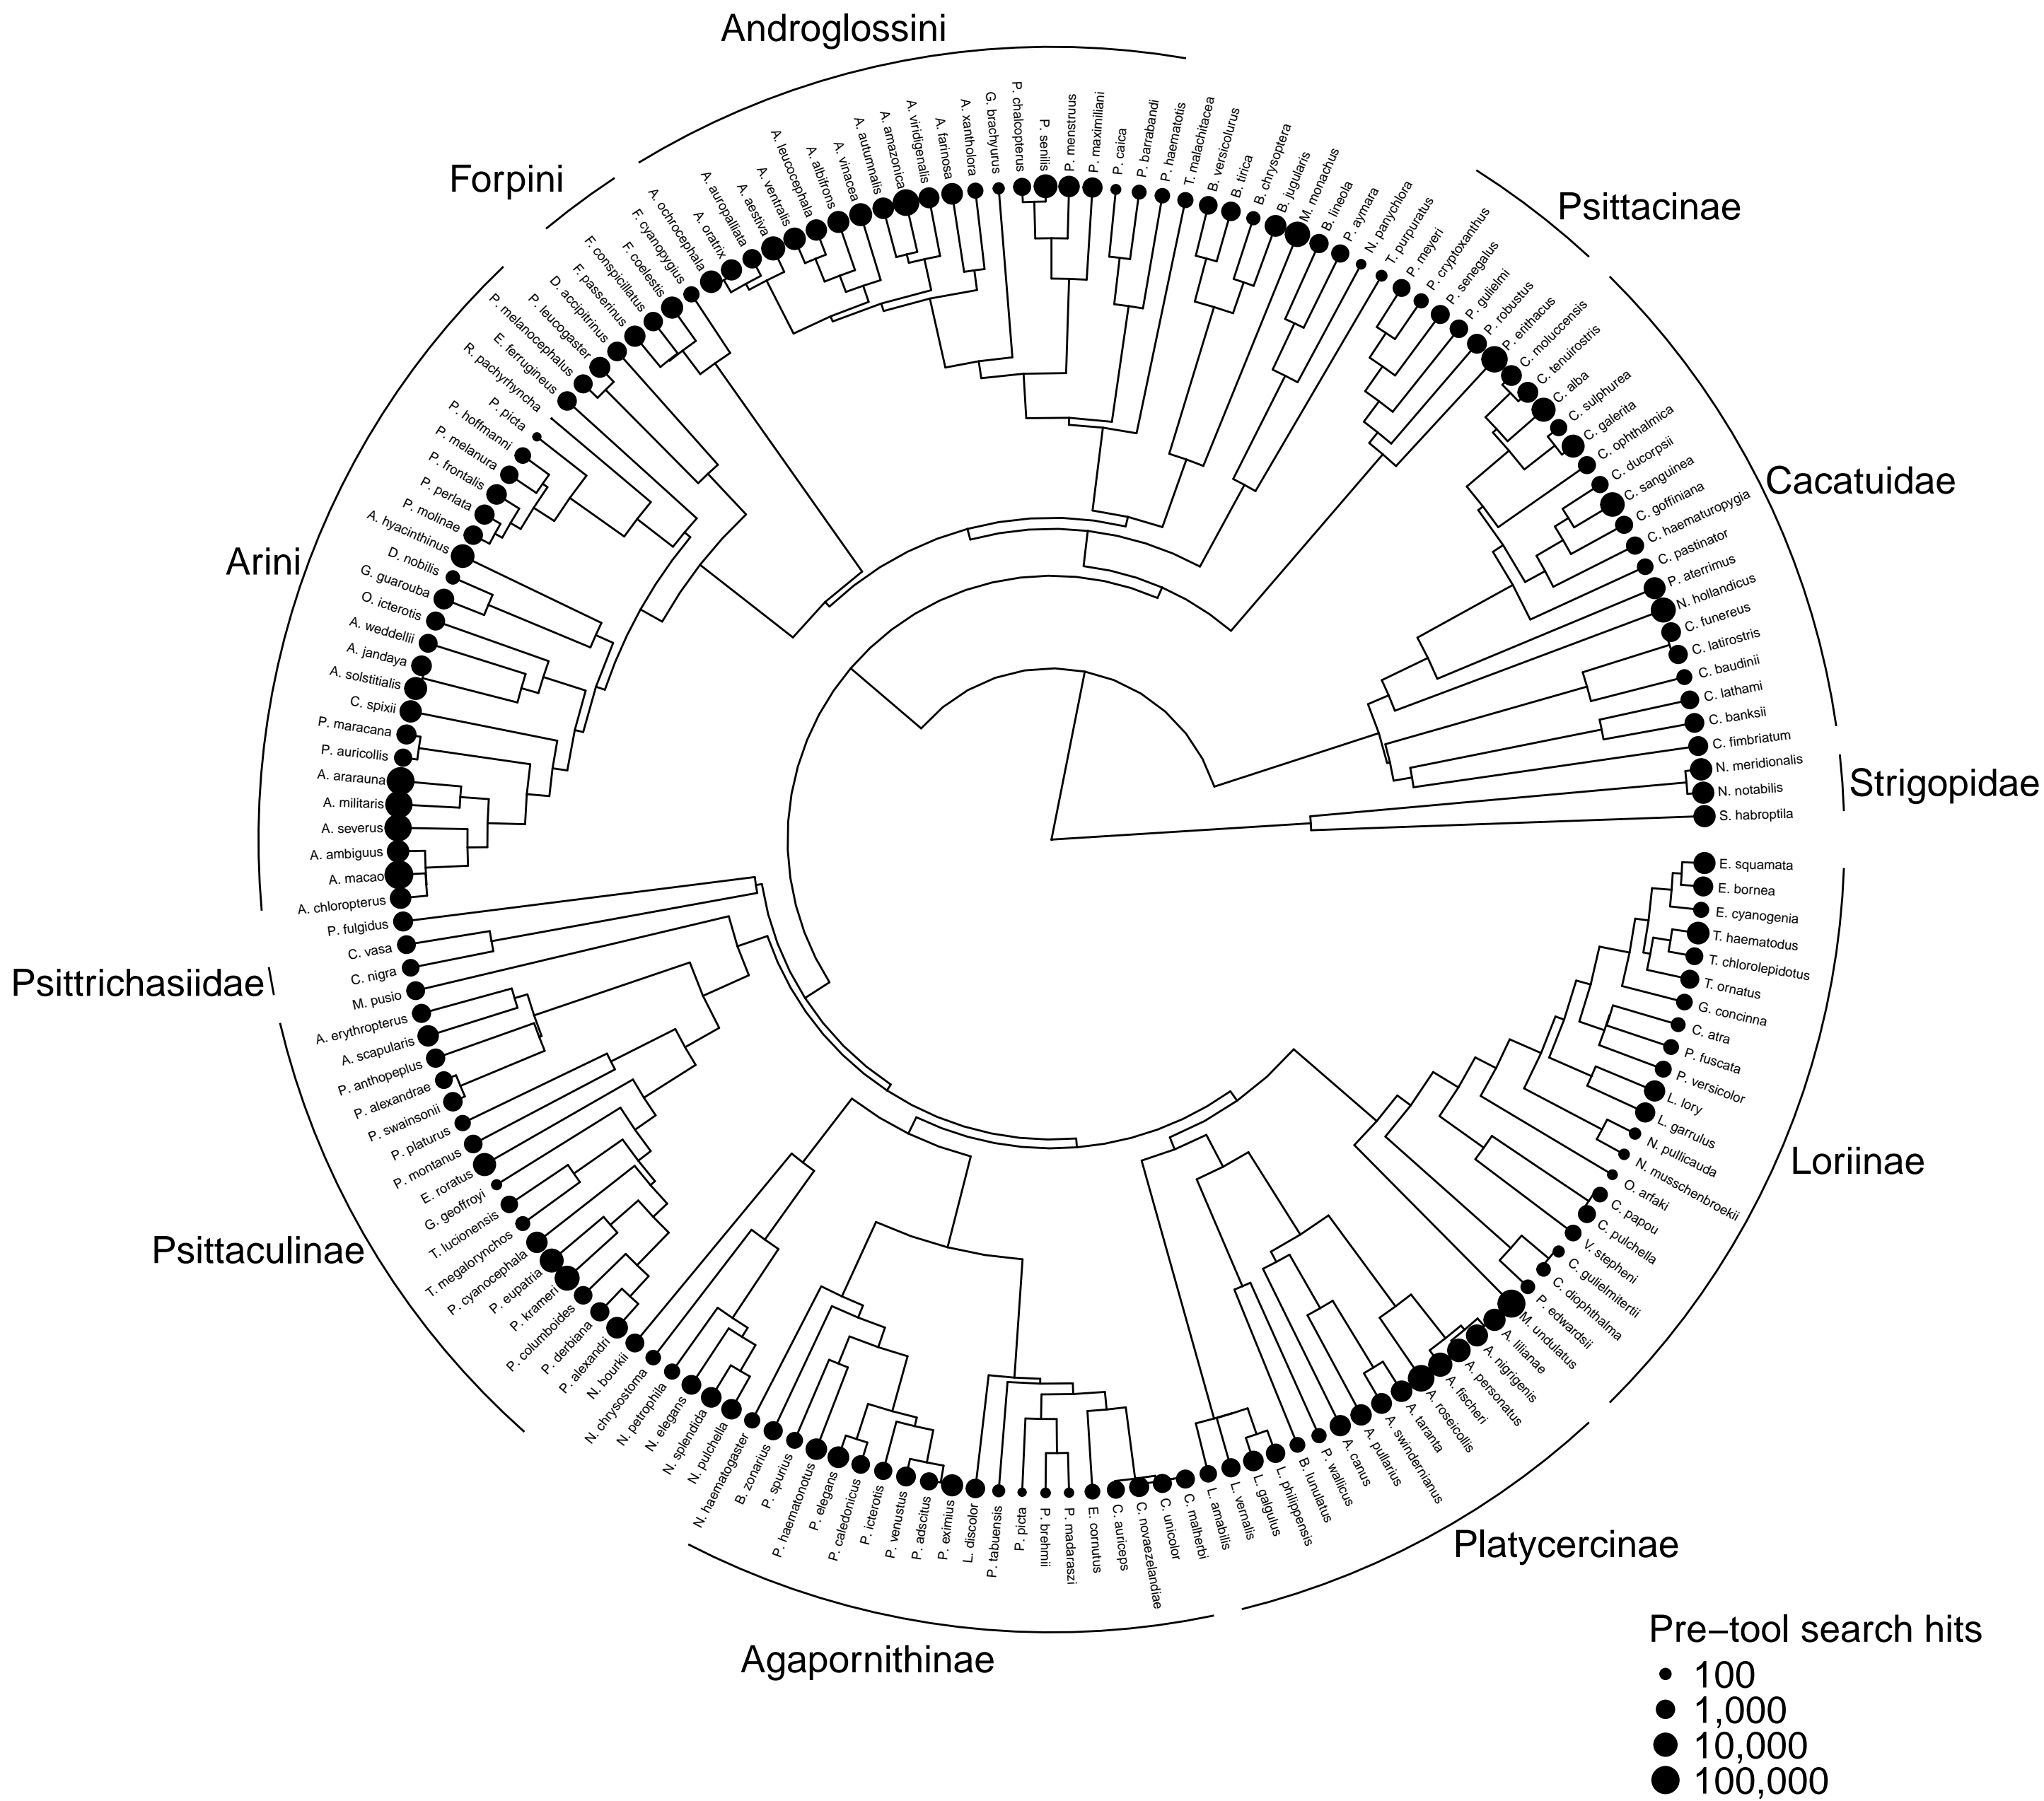 Androglossini
Forpini
Psittacinae
Cacatuidae
Arini
Strigopidae
Psittrichasiidae
Psittaculinae
Loriinae
Platycercinae
Agapornithinae
S. habroptila
N. notabilis
N. meridionalis
C. fimbriatum
C. banksii
C. lathami
C. baudinii
C. latirostris
C. funereus
N. hollandicus
P. aterrimus
C. pastinator
C. haematuropygia
C. goffiniana
C. sanguinea
C. ducorpsii
C. ophthalmica
C. galerita
C. sulphurea
C. alba
C. tenuirostris
C. moluccensis
P. erithacus
P. robustus
P. gulielmi
P. senegalus
P. cryptoxanthus
P. meyeri
T. purpuratus
N. panychlora
P. aymara
B. lineola
M. monachus
B. jugularis
B. chrysoptera
B. tirica
B. versicolurus
T. malachitacea
P. haematotis
P. barrabandi
P. caica
P. maximiliani
P. menstruus
P. senilis
P. chalcopterus
G. brachyurus
A. xantholora
A. farinosa
A. viridigenalis
A. amazonica
A. autumnalis
A. vinacea
A. albifrons
A. leucocephala
A. ventralis
A. aestiva
A. auropalliata
A. oratrix
A. ochrocephala
F. cyanopygius
F. coelestis
F. conspicillatus
F. passerinus
D. accipitrinus
P. leucogaster
P. melanocephalus
E. ferrugineus
R. pachyrhyncha
P. picta
P. hoffmanni
P. melanura
P. frontalis
P. perlata
P. molinae
A. hyacinthinus
D. nobilis
G. guarouba
O. icterotis
A. weddellii
A. jandaya
A. solstitialis
C. spixii
P. maracana
P. auricollis
A. ararauna
A. militaris
A. severus
A. ambiguus
A. macao
A. chloropterus
P. fulgidus
C. vasa
C. nigra
M. pusio
A. erythropterus
A. scapularis
P. anthopeplus
P. alexandrae
P. swainsonii
P. platurus
P. montanus
E. roratus
G. geoffroyi
T. lucionensis
T. megalorynchos
P. cyanocephala
P. eupatria
P. krameri
P. columboides
P. derbiana
P. alexandri
N. bourkii
N. chrysostoma
N. petrophila
N. elegans
N. splendida
N. pulchella
N. haematogaster
B. zonarius
P. spurius
P. haematonotus
P. elegans
P. caledonicus
P. icterotis
P. venustus
P. adscitus
P. eximius
L. discolor
P. tabuensis
P. picta
P. brehmii
P. madaraszi
E. cornutus
C. auriceps
C. novaezelandiae
C. unicolor
C. malherbi
L. amabilis
L. vernalis
L. galgulus
L. philippensis
B. lunulatus
P. wallicus
A. canus
A. pullarius
A. swindernianus
A. taranta
A. roseicollis
A. fischeri
A. personatus
A. nigrigenis
A. lilianae
M. undulatus
P. edwardsii
C. diophthalma
C. gulielmitertii
V. stepheni
C. pulchella
C. papou
O. arfaki
N. musschenbroekii
N. pullicauda
L. garrulus
L. lory
P. versicolor
P. fuscata
C. atra
G. concinna
T. ornatus
T. chlorolepidotus
T. haematodus
E. cyanogenia
E. bornea
E. squamata
Pre−tool search hits
100
1,000
10,000
100,000